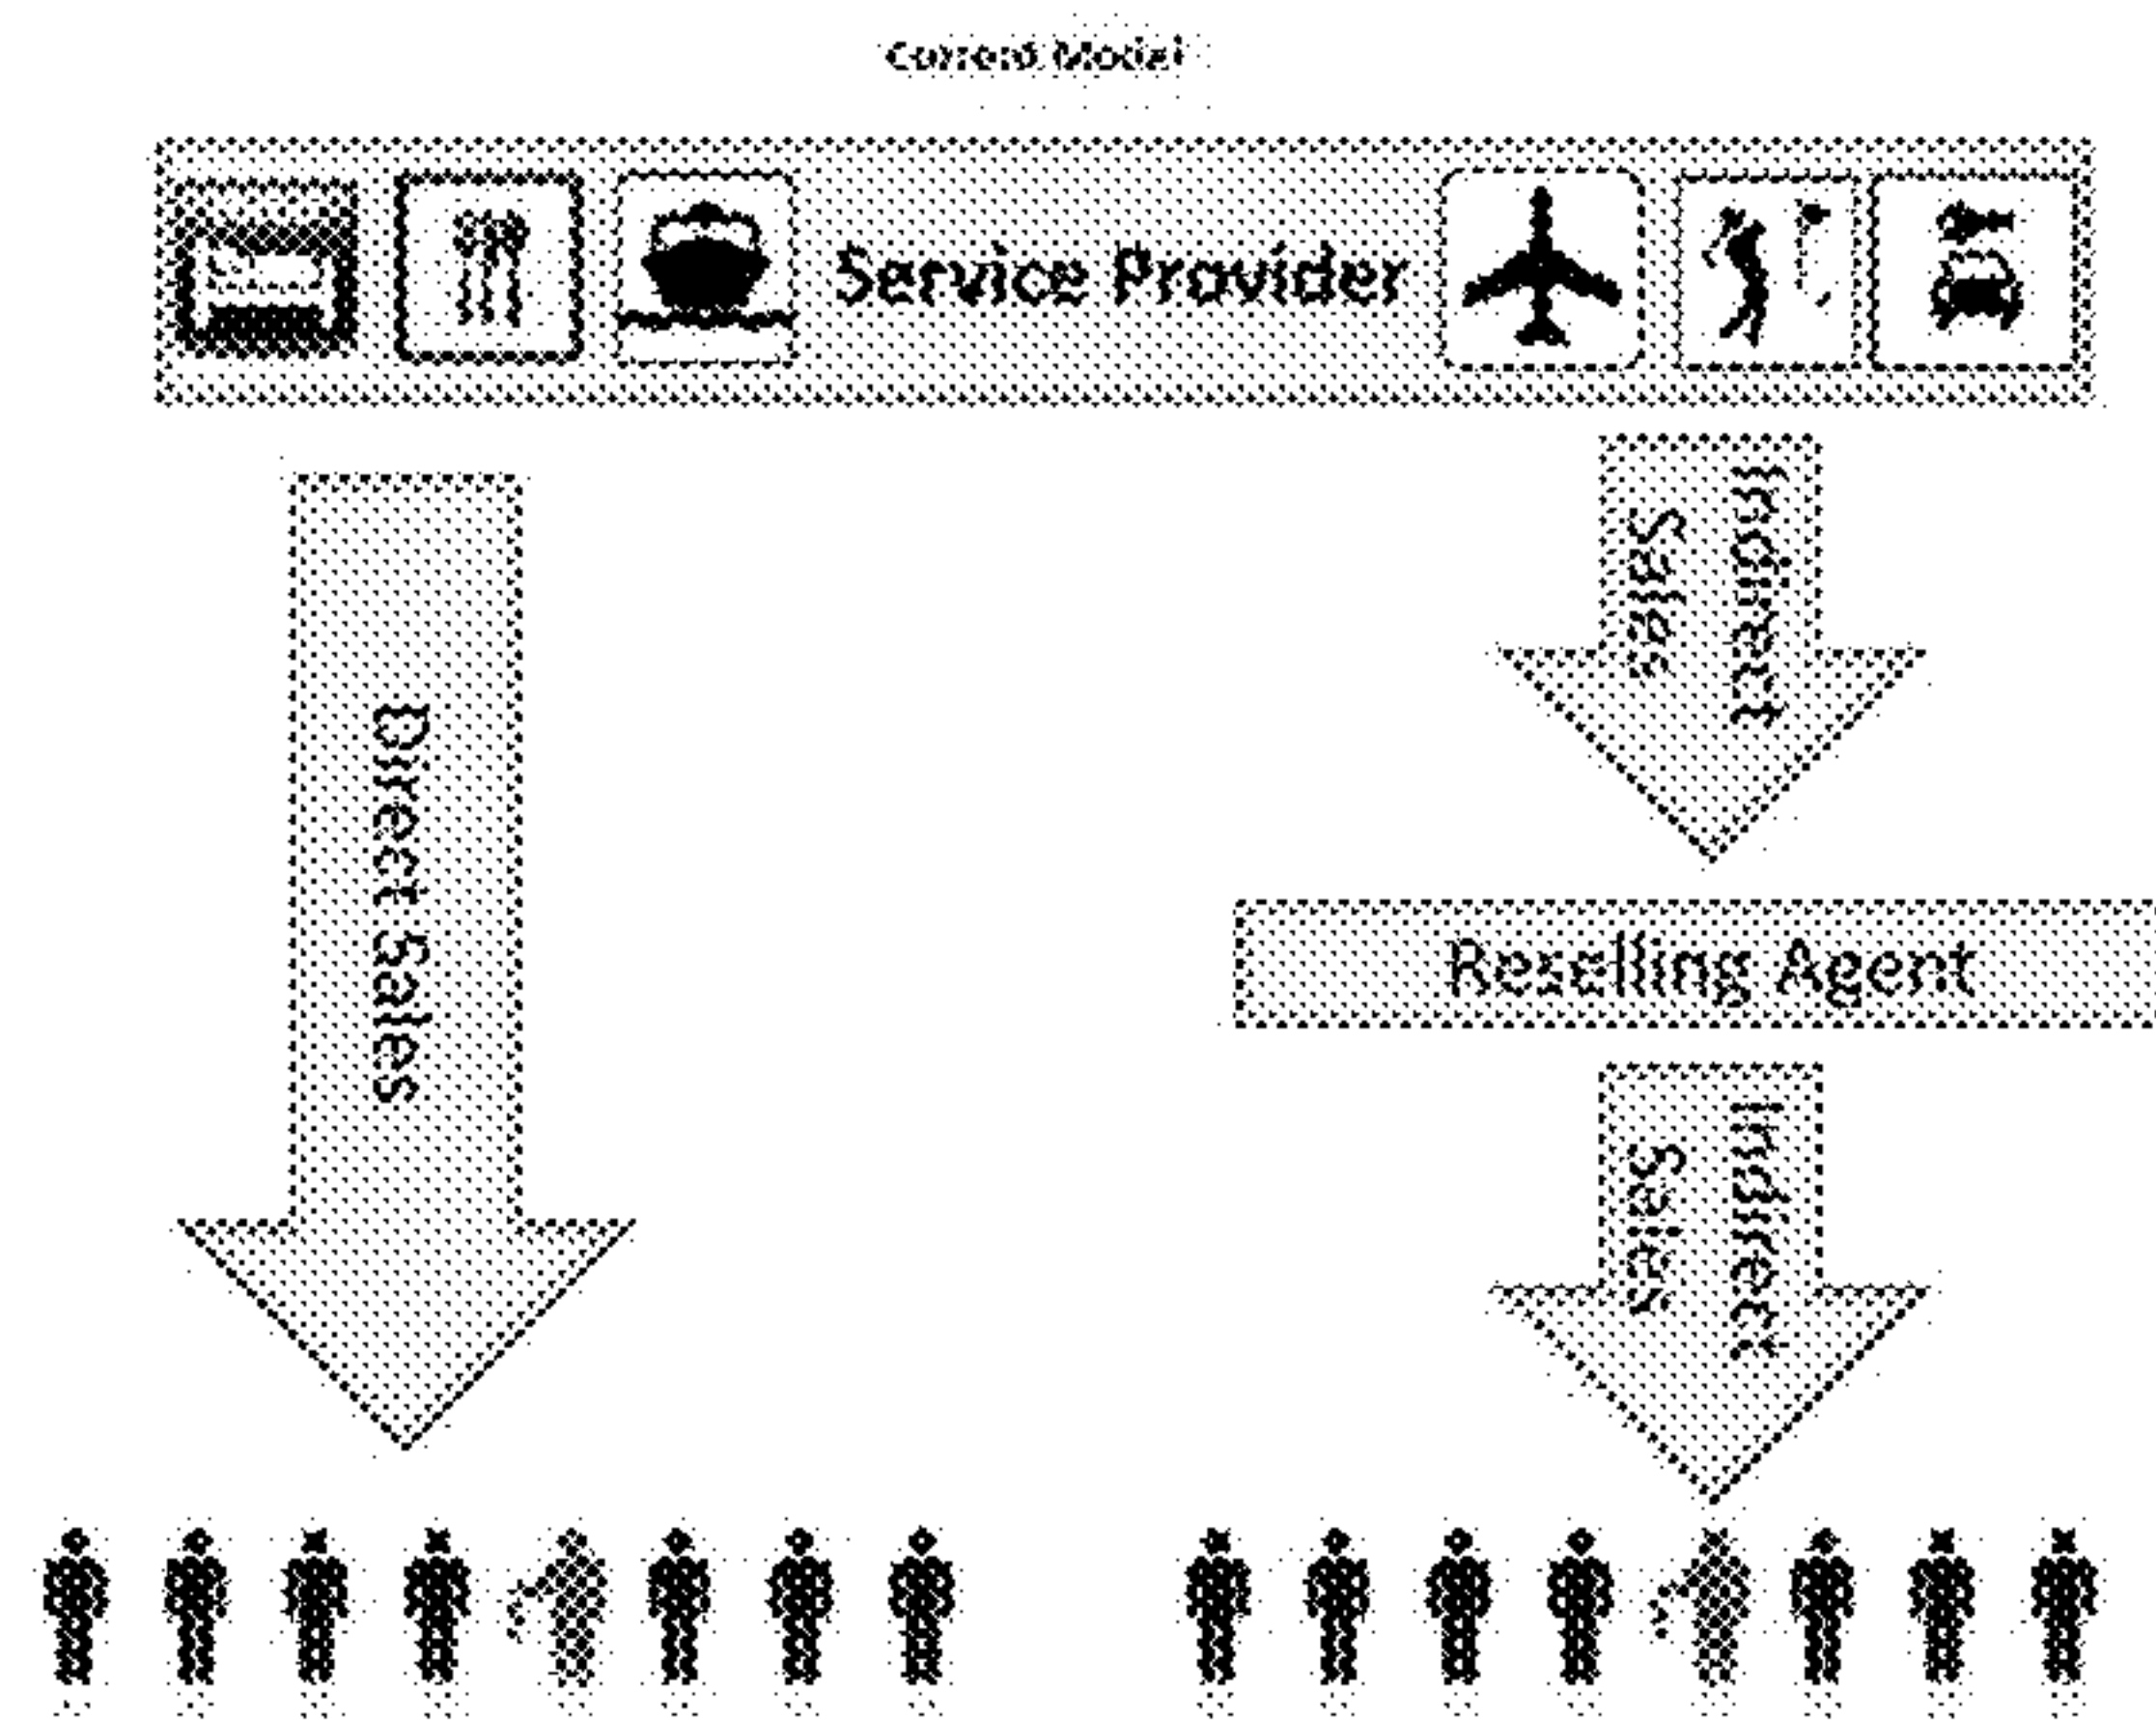 Current Model
Service Provider
Indirect
Sales
Direct Sales
Reselling Agent
Indirect
Sales